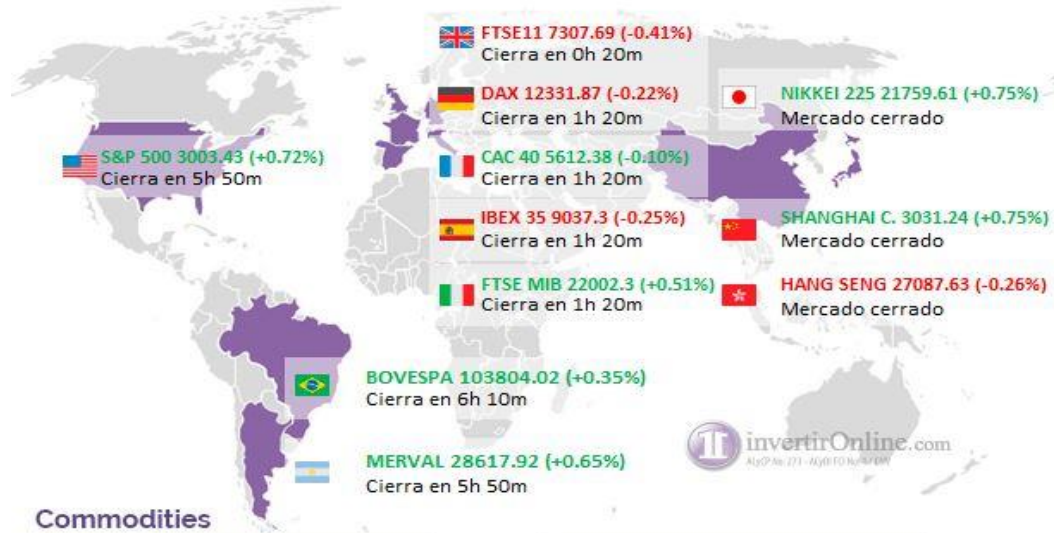 FTSE11 7307.69 (-0.41%)
Cierra en 0h 20m
DAX 12331.87 (-0.22%)
Cierra en 1h 20m
NIKKEI 225 21759.61 (+0.75%)
Mercado cerrado
S&P 500 3003.43 (+0.72%)
Cierra en 5h 50m
CAC 40 5612.38 (-0.10%)
Cierra en 1h 20m
IBEX 35 9037.3 (-0.25%)
Cierra en 1h 20m
SHANGHAI C. 3031.24 (+0.75%)
Mercado cerrado
FTSE MIB 22002.3 (+0.51%)
Cierra en 1h 20m
HANG SENG 27087.63 (-0.26%)
Mercado cerrado
BOVESPA 103804.02 (+0.35%)
Cierra en 6h 10m
invertirOnline.com
MERVAL 28617.92 (+0.65%)
Cierra en 5h 50m
Commodities